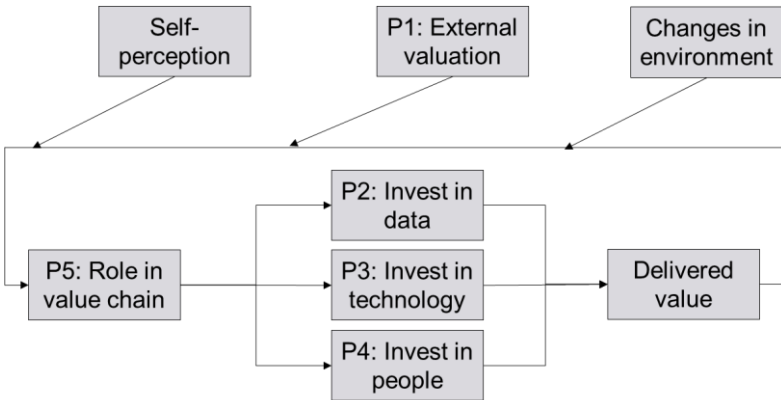 Self-
perception
P1: External
valuation
Changes in
environment
P2: Invest in
data
P5: Role in
value chain
P3: Invest in
technology
Delivered
value
P4: Invest in
people